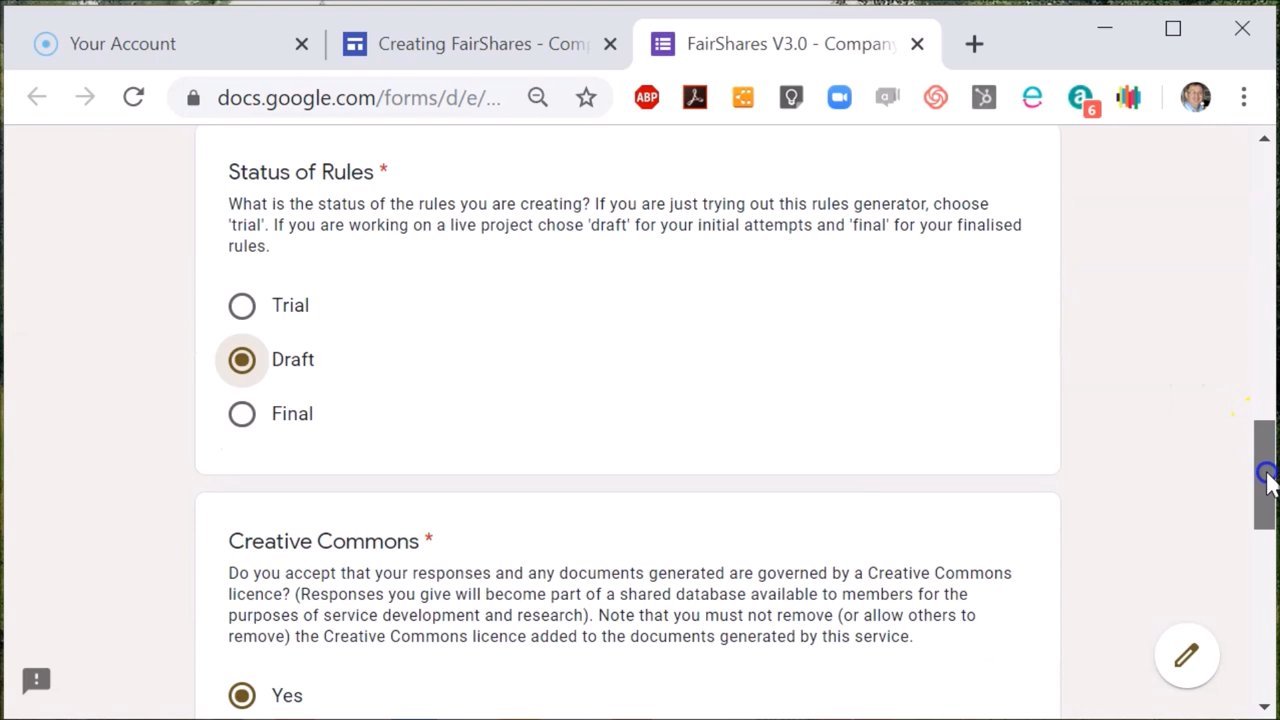 Your Account
Creating FairShares - Comp
FairShares V3.0 - Company
docs.google.com/forms/d/e/...
ABP
6
Status of Rules *
What is the status of the rules you are creating? If you are just trying out this rules generator, choose
'trial'. If you are working on a live project chose 'draft' for your initial attempts and 'final' for your finalised
rules.
Trial
Draft
Final
Creative Commons *
Do you accept that your responses and any documents generated are governed by a Creative Commons
licence? (Responses you give will become part of a shared database available to members for the
purposes of service development and research). Note that you must not remove (or allow others to
remove) the Creative Commons licence added to the documents generated by this service.
Yes